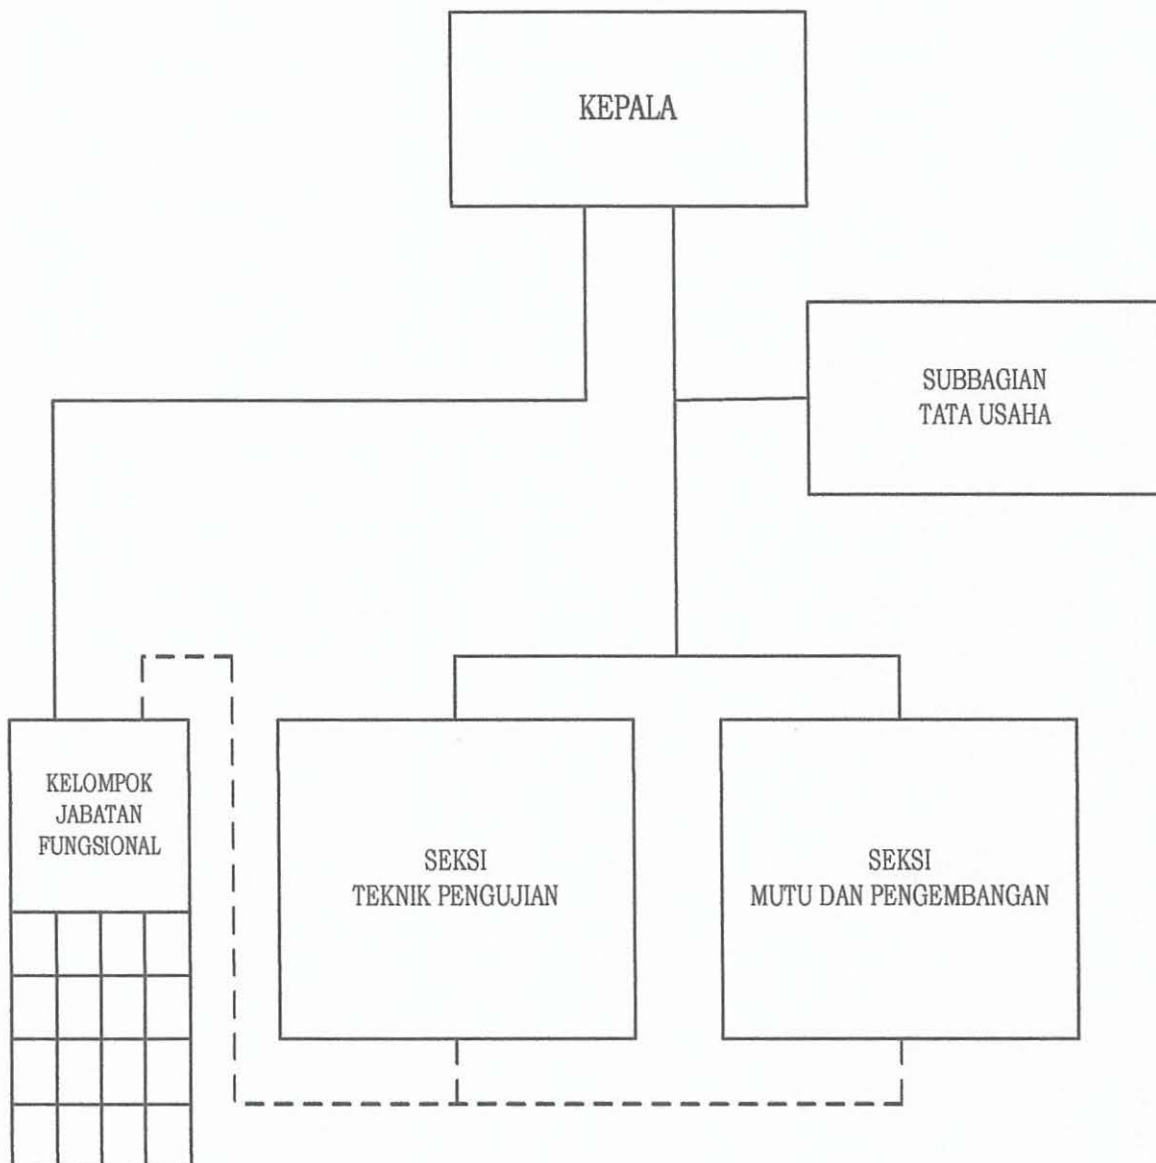 KEPALA
SUBBAGIAN
TATA USAHA
KELOMPOK
JABATAN
FUNGSIONAL
SEKSI
TEKNIK PENGUJIAN
SEKSI
MUTU DAN PENGEMBANGAN